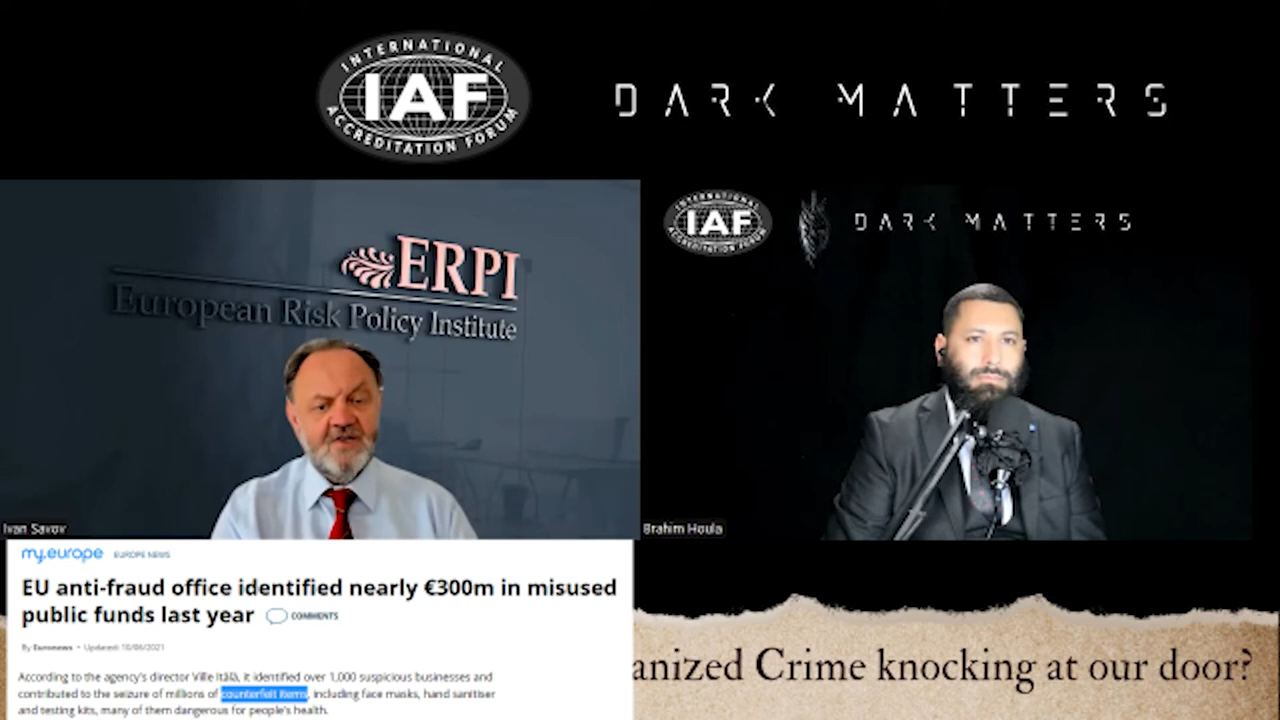 INTERNATIONAL
IAF
ACCREDITATION FORUM
DARK MATTERS
ERPI
European Risk Policy Institute
Ivan Savov
INTERNATIONAL
IAF
ACCREDITATION FORUM
DARK MATTERS
Brahim Houla
my.europe EUROPE NEWS
EU anti-fraud office identified nearly €300m in misused
public funds last year COMMENTS
By Euronews • Updated: 10/06/2021
According to the agency's director Ville Itälä, it identified over 1,000 suspicious businesses and
contributed to the seizure of millions of counterfeit items, including face masks, hand sanitiser
and testing kits, many of them dangerous for people's health.
anized Crime knocking at our door?